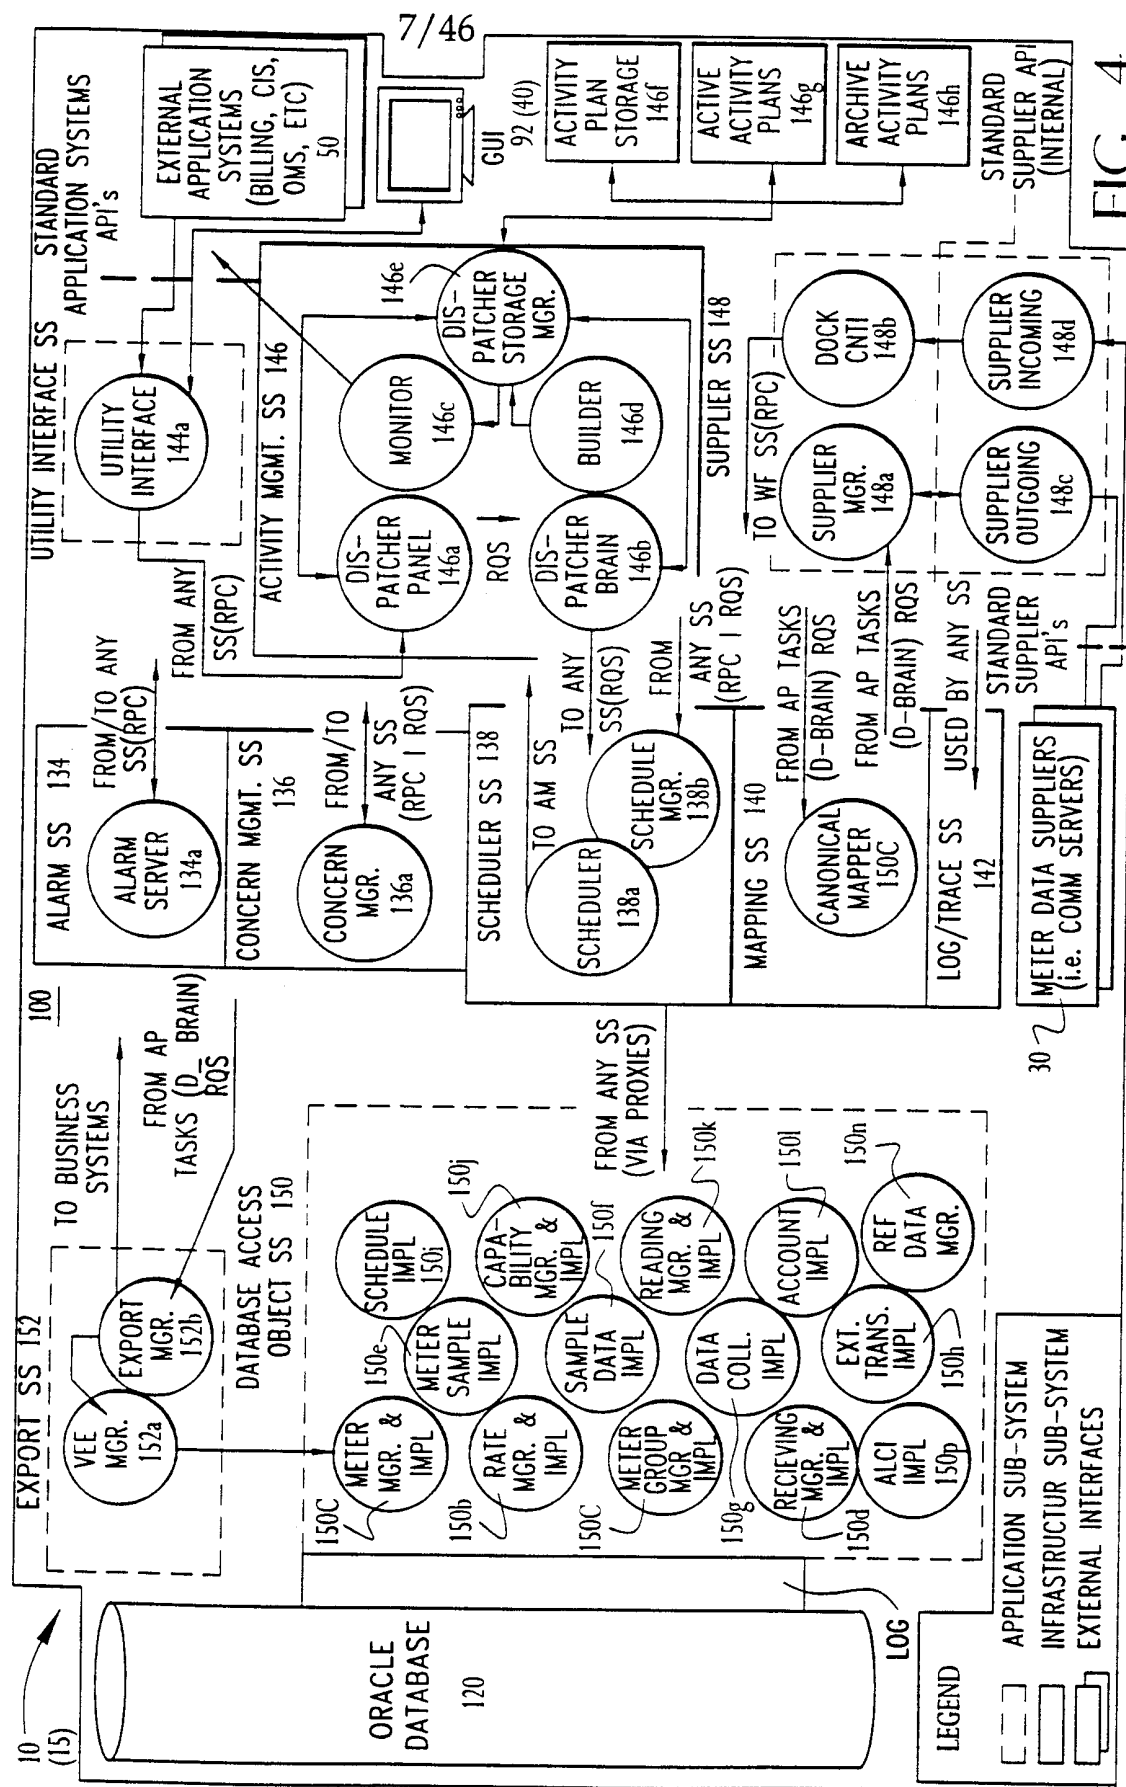 7/46
FIG. 4
10
(15)
100
EXPORT SS 152
VEE
MGR.
152a
EXPORT
MGR.
152b
TO BUSINESS
SYSTEMS
FROM AP
TASKS (D_ BRAIN)
RQS
DATABASE ACCESS
OBJECT SS 150
ORACLE
DATABASE
120
LOG
METER
MGR. &
IMPL
150C
METER
SAMPLE
IMPL
150e
SCHEDULE
IMPL
150i
RATE
MGR. &
IMPL
150b
CAPA-
BILITY
MGR. &
IMPL
150j
SAMPLE
DATA
IMPL
150f
METER
GROUP
MGR &
IMPL
150C
READING
MGR. &
IMPL
150k
DATA
COLL.
IMPL
150g
ACCOUNT
IMPL
150l
RECIEVING
MGR. &
IMPL
150d
EXT.
TRANS.
IMPL
150h
REF
DATA
MGR.
150n
ALCI
IMPL
150p
FROM ANY SS
(VIA PROXIES)
ALARM SS 134
ALARM
SERVER
134a
FROM/TO ANY
SS(RPC)
CONCERN MGMT. SS
136
CONCERN
MGR.
136a
FROM/TO
ANY SS
(RPC | RQS)
SCHEDULER SS 138
SCHEDULER
138a
SCHEDULE
MGR.
138b
TO AM SS
TO ANY
SS(RQS)
FROM
ANY SS
(RPC | RQS)
MAPPING SS 140
CANONICAL
MAPPER
150C
FROM AP TASKS
(D-BRAIN) RQS
FROM AP TASKS
(D-BRAIN) RQS
LOG/TRACE SS
142
USED BY ANY SS
METER DATA SUPPLIERS
(i.e. COMM SERVERS)
30
STANDARD
SUPPLIER
API's
UTILITY INTERFACE SS
UTILITY
INTERFACE
144a
FROM ANY
SS(RPC)
STANDARD
APPLICATION SYSTEMS
API's
EXTERNAL
APPLICATION
SYSTEMS
(BILLING, CIS,
OMS, ETC)
50
GUI
92 (40)
ACTIVITY MGMT. SS 146
DIS-
PATCHER
PANEL
146a
RQS
DIS-
PATCHER
BRAIN
146b
MONITOR
146c
BUILDER
146d
DIS-
PATCHER
STORAGE
MGR.
146e
ACTIVITY
PLAN
STORAGE
146f
ACTIVE
ACTIVITY
PLANS
146g
ARCHIVE
ACTIVITY
PLANS
146h
SUPPLIER SS 148
TO WF SS(RPC)
SUPPLIER
MGR.
148a
DOCK
CNTI
148b
SUPPLIER
OUTGOING
148c
SUPPLIER
INCOMING
148d
STANDARD
SUPPLIER API
(INTERNAL)
LEGEND
APPLICATION SUB-SYSTEM
INFRASTRUCTUR SUB-SYSTEM
EXTERNAL INTERFACES